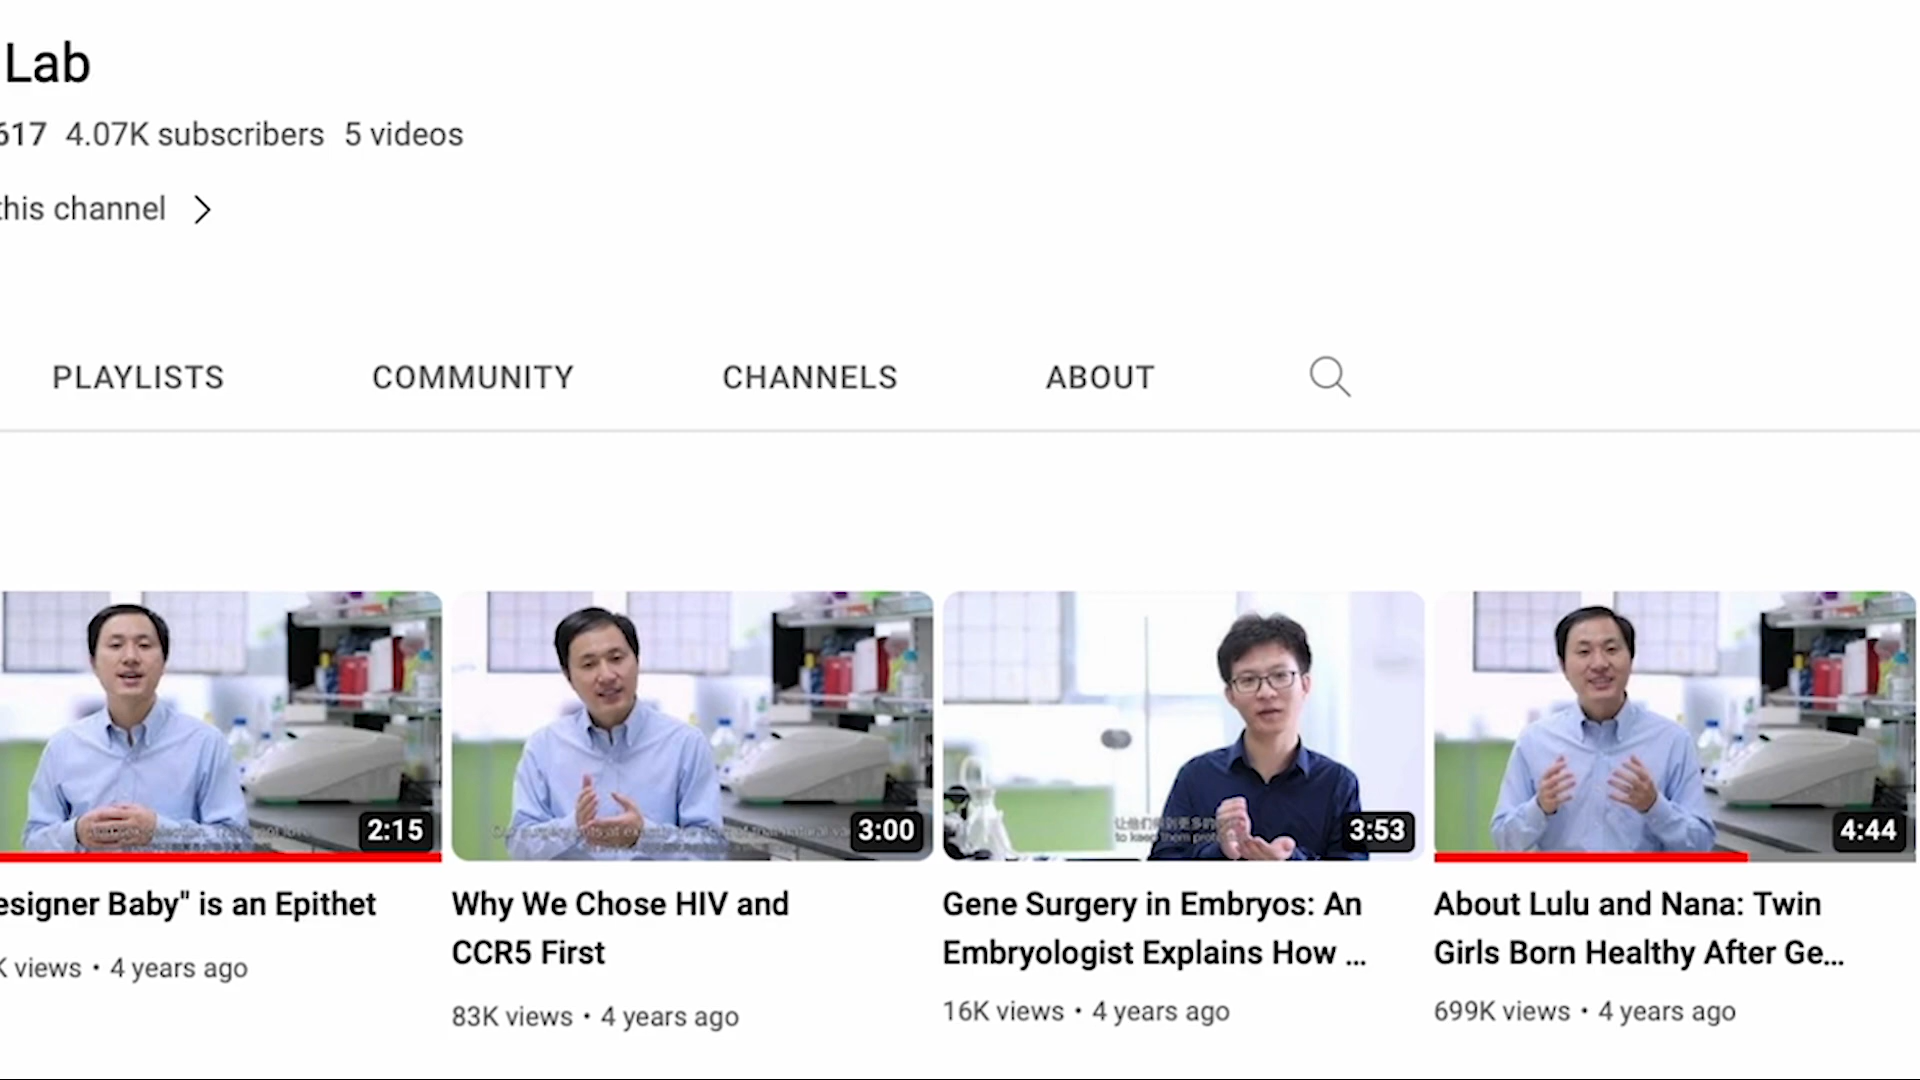 Lab
617 4.07K subscribers 5 videos
this channel
PLAYLISTS COMMUNITY CHANNELS ABOUT
2:15 3:00 3:53 4:44
esigner Baby" is an Epithet
K views • 4 years ago
Why We Chose HIV and
CCR5 First
83K views • 4 years ago
Gene Surgery in Embryos: An
Embryologist Explains How ...
16K views • 4 years ago
About Lulu and Nana: Twin
Girls Born Healthy After Ge...
699K views • 4 years ago